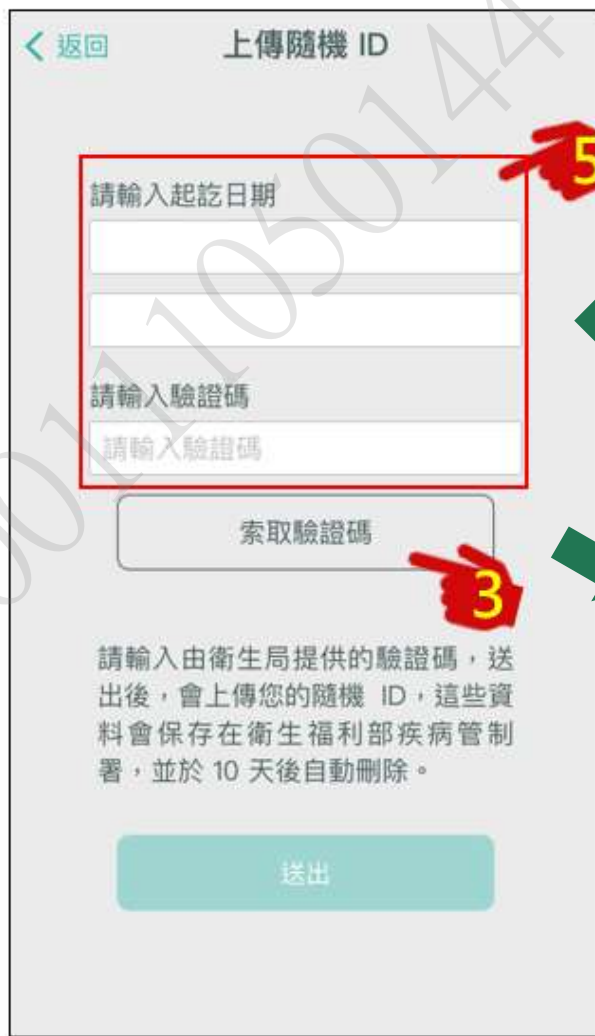 返回
上傳隨機 ID
5
請輸入起訖日期
請輸入驗證碼
請輸入驗證碼
索取驗證碼
3
請輸入由衛生局提供的驗證碼，送
出後，會上傳您的隨機 ID，這些資
料會保存在衛生福利部疾病管制
署，並於 10 天後自動刪除。
送出